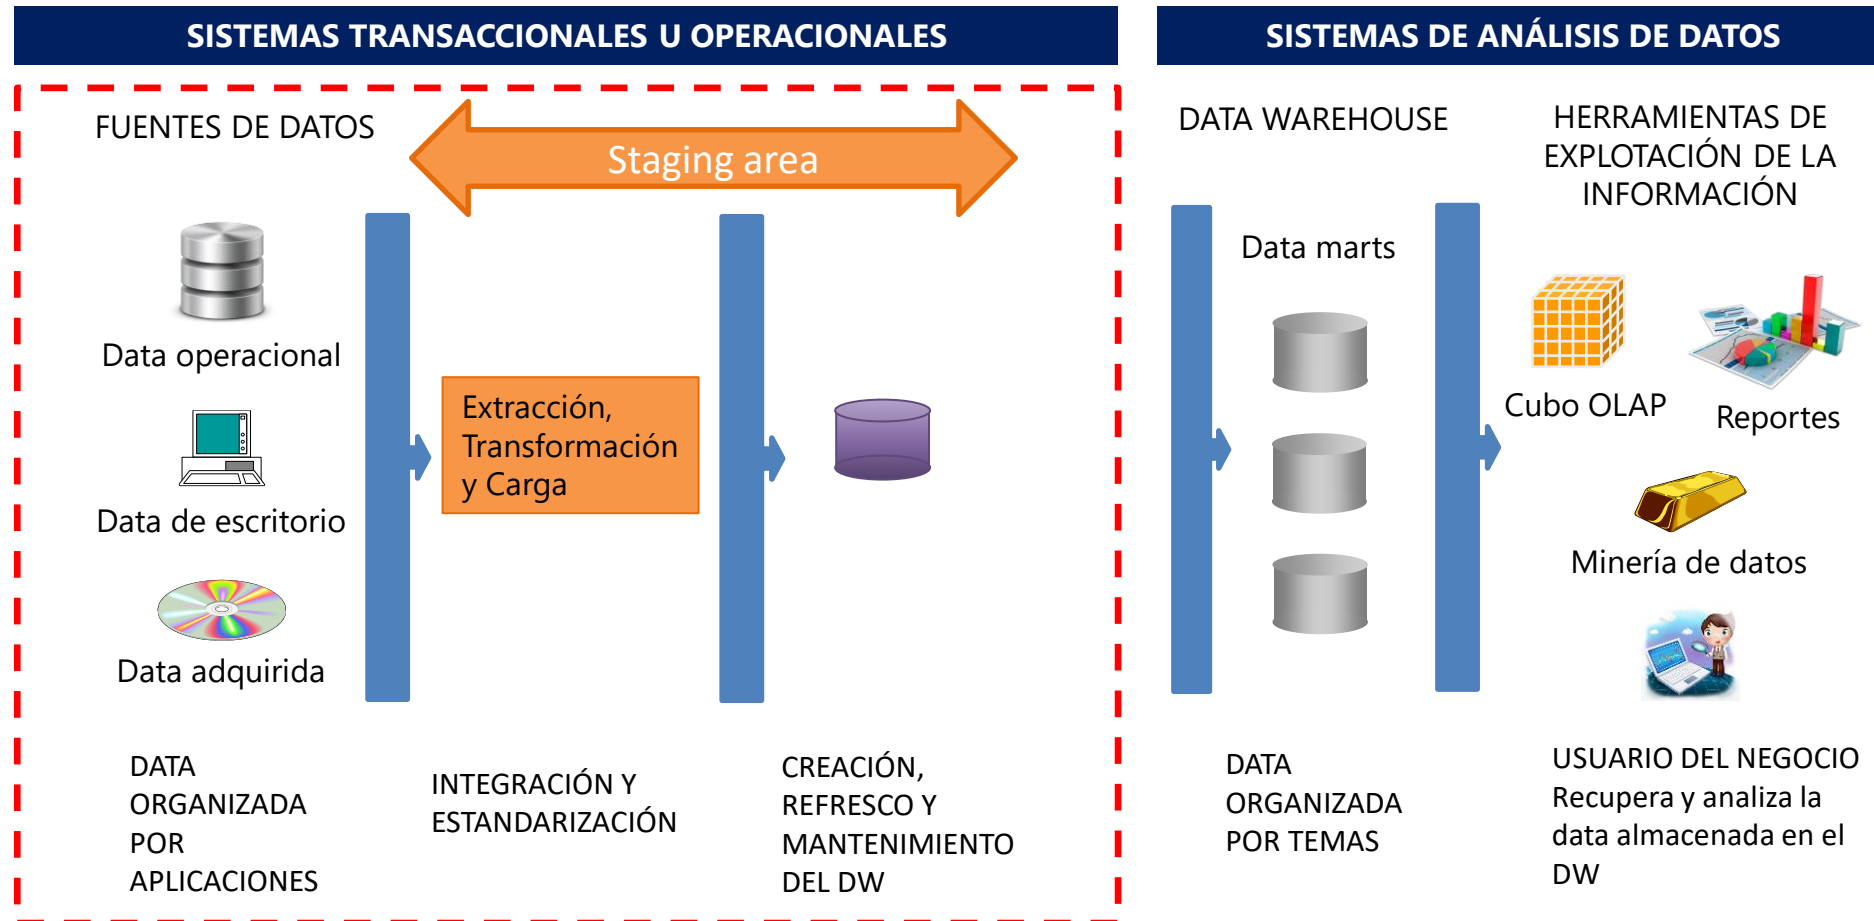 SISTEMAS TRANSACCIONALES U OPERACIONALES
SISTEMAS DE ANÁLISIS DE DATOS
FUENTES DE DATOS
Staging area
Data operacional
Data de escritorio
Data adquirida
Extracción,
Transformación
y Carga
DATA
ORGANIZADA
POR
APLICACIONES
INTEGRACIÓN Y
ESTANDARIZACIÓN
CREACIÓN,
REFRESCO Y
MANTENIMIENTO
DEL DW
DATA WAREHOUSE
Data marts
DATA
ORGANIZADA
POR TEMAS
HERRAMIENTAS DE
EXPLOTACIÓN DE LA
INFORMACIÓN
Cubo OLAP
Reportes
Minería de datos
USUARIO DEL NEGOCIO
Recupera y analiza la
data almacenada en el
DW